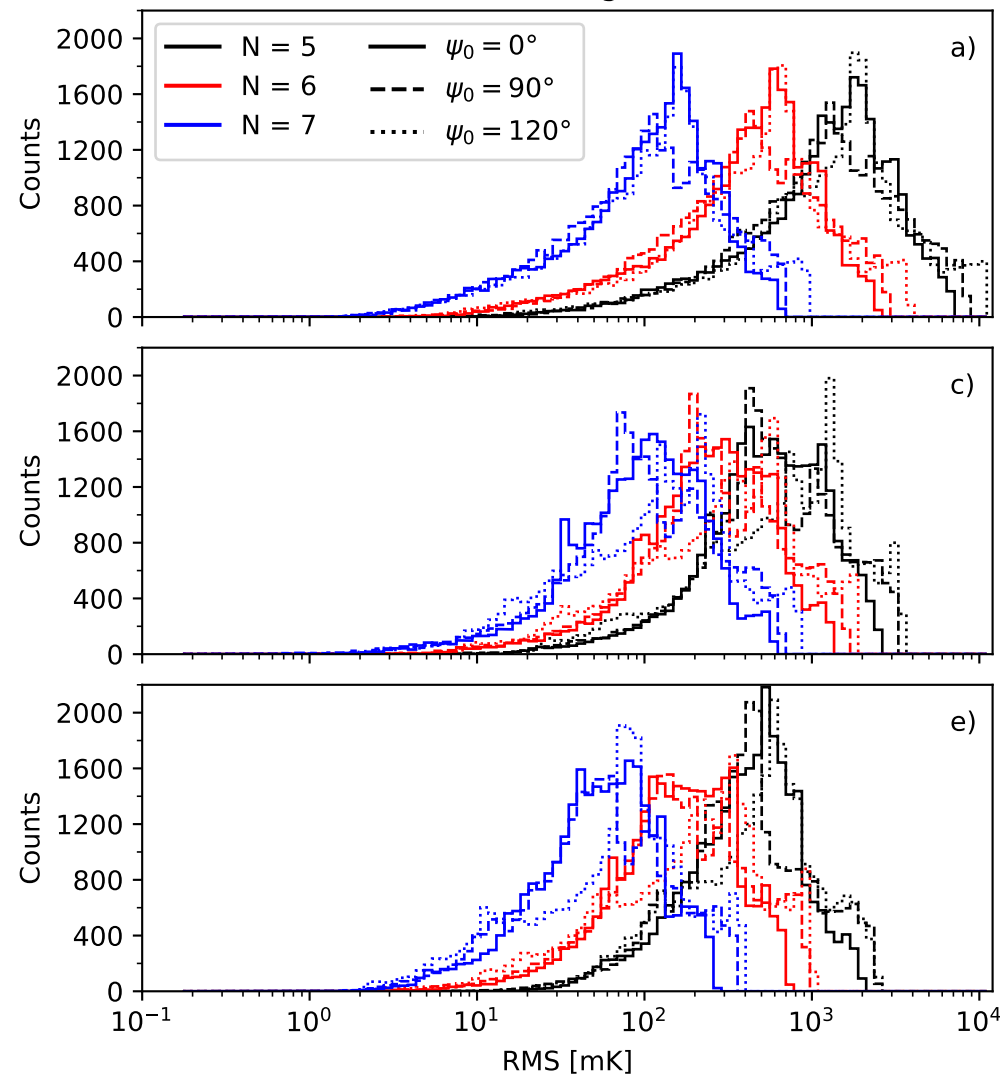 2000
1600
1200
800
400
0
Counts
N = 5
N = 6
N = 7
ψ₀ = 0°
ψ₀ = 90°
ψ₀ = 120°
a)
2000
1600
1200
800
400
0
Counts
c)
2000
1600
1200
800
400
0
Counts
e)
10⁻¹ 10⁰ 10¹ 10² 10³ 10⁴
RMS [mK]